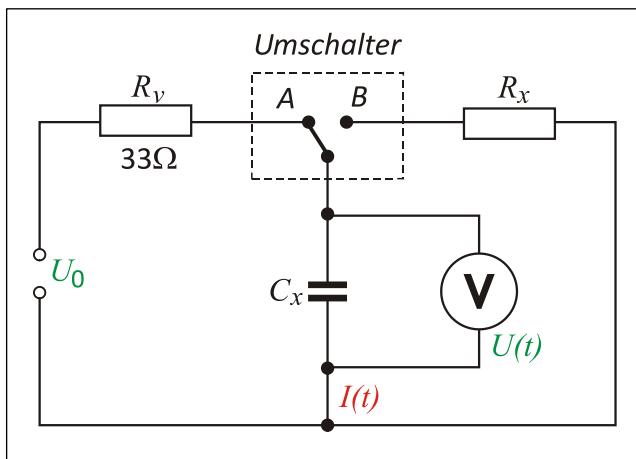 Umschalter
R_v
A
B
R_x
33Ω
U_0
C_x
V
U(t)
I(t)